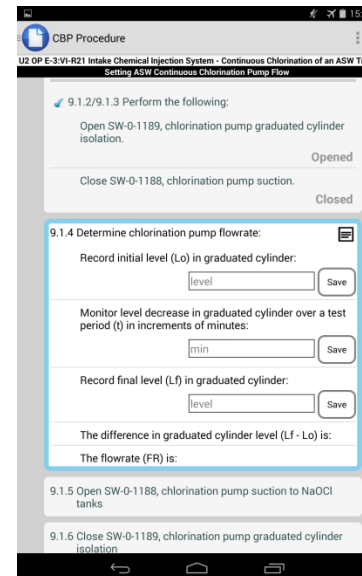 15:
CBP Procedure
U2 OP E-3:VI-R21 Intake Chemical Injection System - Continuous Chlorination of an ASW T
Setting ASW Continuous Chlorination Pump Flow
9.1.2/9.1.3 Perform the following:
Open SW-0-1189, chlorination pump graduated cylinder
isolation.
Opened
Close SW-0-1188, chlorination pump suction.
Closed
9.1.4 Determine chlorination pump flowrate:
Record initial level (Lo) in graduated cylinder:
level
Save
Monitor level decrease in graduated cylinder over a test
period (t) in increments of minutes:
min
Save
Record final level (Lf) in graduated cylinder:
level
Save
The difference in graduated cylinder level (Lf - Lo) is:
The flowrate (FR) is:
9.1.5 Open SW-0-1188, chlorination pump suction to NaOCl
tanks
9.1.6 Close SW-0-1189, chlorination pump graduated cylinder
isolation